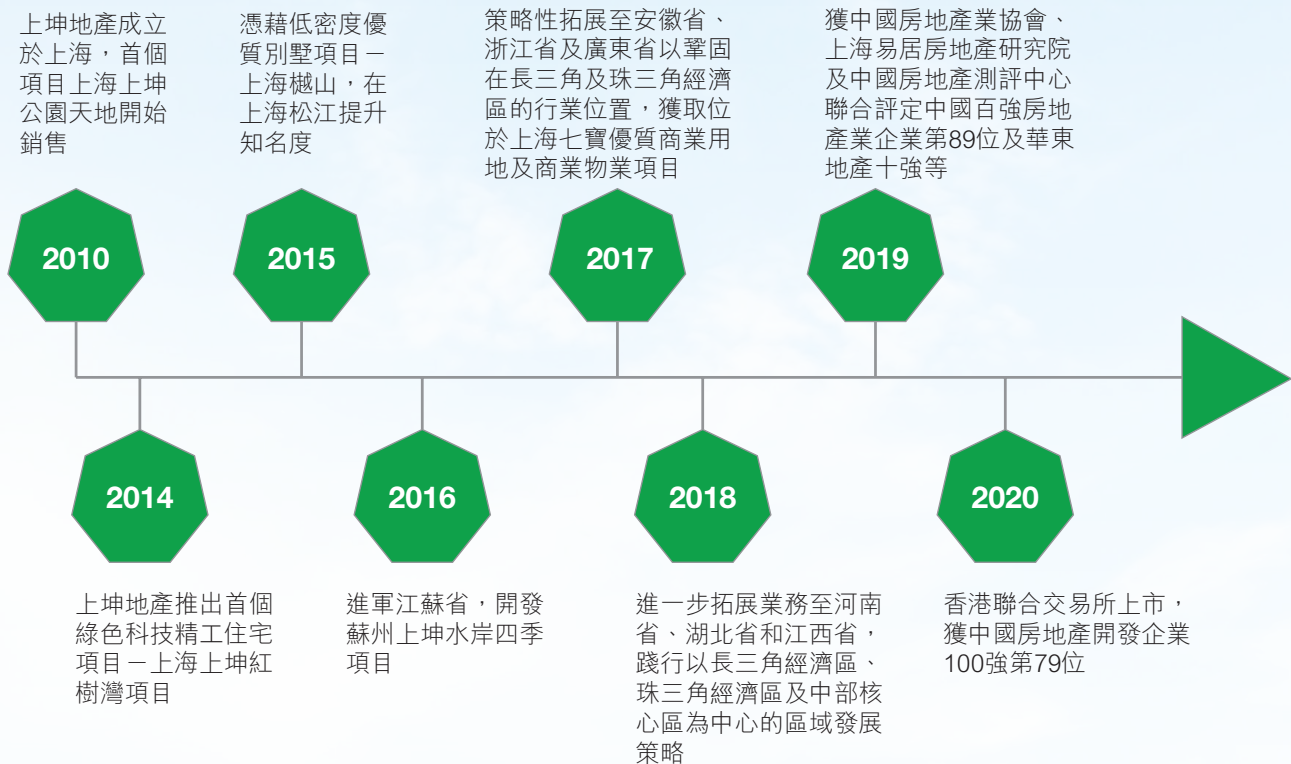 上坤地產成立
於上海，首個
項目上海上坤
公園天地開始
銷售
2010
上坤地產推出首個
綠色科技精工住宅
項目－上海上坤紅
樹灣項目
2014
憑藉低密度優
質別墅項目－
上海樾山，在
上海松江提升
知名度
2015
進軍江蘇省，開發
蘇州上坤水岸四季
項目
2016
策略性拓展至安徽省、
浙江省及廣東省以鞏固
在長三角及珠三角經濟
區的行業位置，獲取位
於上海七寶優質商業用
地及商業物業項目
2017
進一步拓展業務至河南
省、湖北省和江西省，
踐行以長三角經濟區、
珠三角經濟區及中部核
心區為中心的區域發展
策略
2018
獲中國房地產業協會、
上海易居房地產研究院
及中國房地產測評中心
聯合評定中國百強房地
產業企業第89位及華東
地產十強等
2019
香港聯合交易所上市，
獲中國房地產開發企業
100強第79位
2020